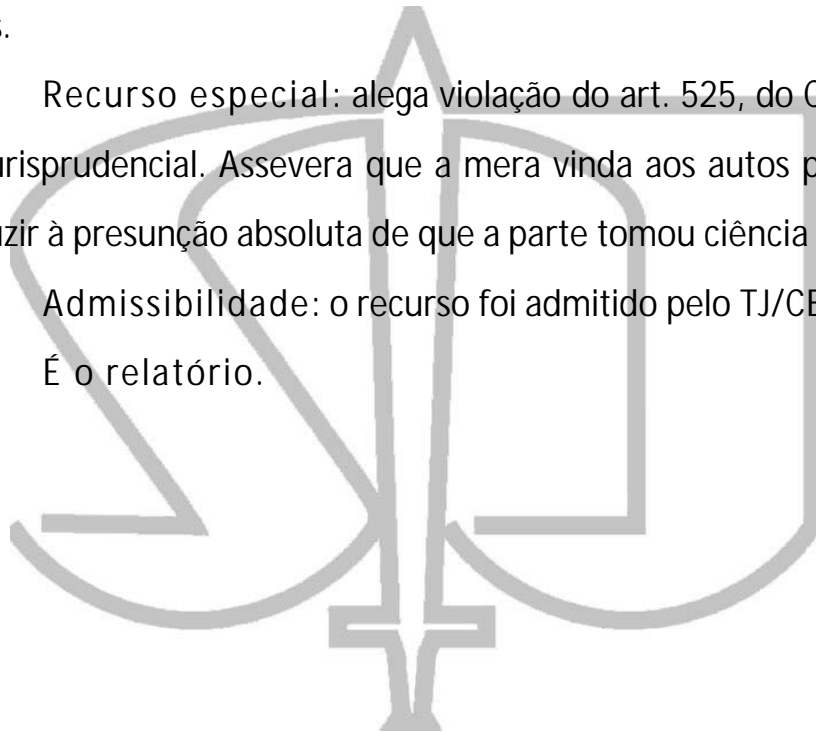 s.
Recurso especial: alega violação do art. 525, do C
urisprudencial. Assevera que a mera vinda aos autos p
uzir à presunção absoluta de que a parte tomou ciência
Admissibilidade: o recurso foi admitido pelo TJ/CE
É o relatório.